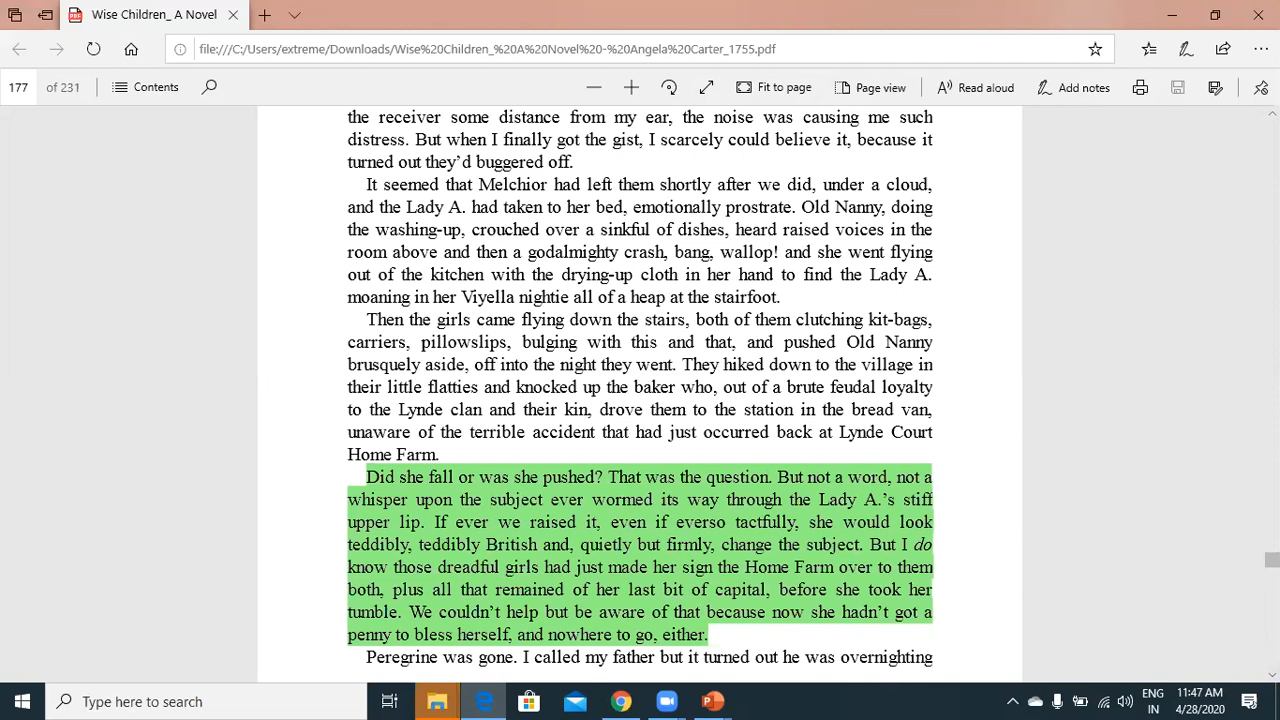 Wise Children_ A Novel
file:///C:/Users/extreme/Downloads/Wise%20Children_%20A%20Novel%20-%20Angela%20Carter_1755.pdf
177 of 231 Contents Fit to page Page view Read aloud Add notes
the receiver some distance from my ear, the noise was causing me such
distress. But when I finally got the gist, I scarcely could believe it, because it
turned out they’d buggered off.
It seemed that Melchior had left them shortly after we did, under a cloud,
and the Lady A. had taken to her bed, emotionally prostrate. Old Nanny, doing
the washing-up, crouched over a sinkful of dishes, heard raised voices in the
room above and then a godalmighty crash, bang, wallop! and she went flying
out of the kitchen with the drying-up cloth in her hand to find the Lady A.
moaning in her Viyella nightie all of a heap at the stairfoot.
Then the girls came flying down the stairs, both of them clutching kit-bags,
carriers, pillowslips, bulging with this and that, and pushed Old Nanny
brusquely aside, off into the night they went. They hiked down to the village in
their little flatties and knocked up the baker who, out of a brute feudal loyalty
to the Lynde clan and their kin, drove them to the station in the bread van,
unaware of the terrible accident that had just occurred back at Lynde Court
Home Farm.
Did she fall or was she pushed? That was the question. But not a word, not a
whisper upon the subject ever wormed its way through the Lady A.’s stiff
upper lip. If ever we raised it, even if everso tactfully, she would look
teddibly, teddibly British and, quietly but firmly, change the subject. But I do
know those dreadful girls had just made her sign the Home Farm over to them
both, plus all that remained of her last bit of capital, before she took her
tumble. We couldn’t help but be aware of that because now she hadn’t got a
penny to bless herself, and nowhere to go, either.
Peregrine was gone. I called my father but it turned out he was overnighting
Type here to search
ENG 11:47 AM
IN 4/28/2020